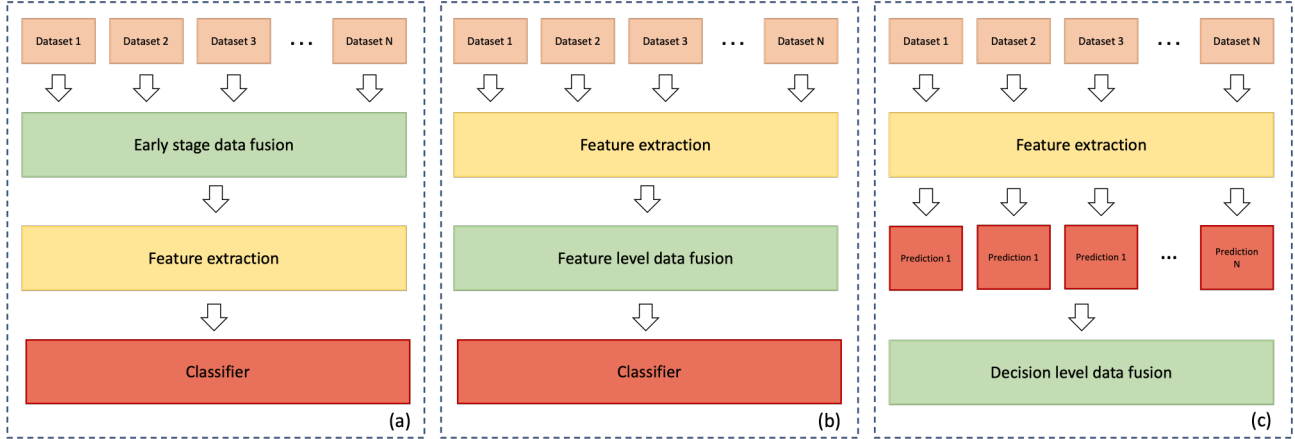 Dataset 1
Dataset 2
Dataset 3
...
Dataset N
Early stage data fusion
Feature extraction
Classifier
(a)
Dataset 1
Dataset 2
Dataset 3
...
Dataset N
Feature extraction
Feature level data fusion
Classifier
(b)
Dataset 1
Dataset 2
Dataset 3
...
Dataset N
Feature extraction
Prediction 1
Prediction 1
Prediction 1
...
Prediction
N
Decision level data fusion
(c)